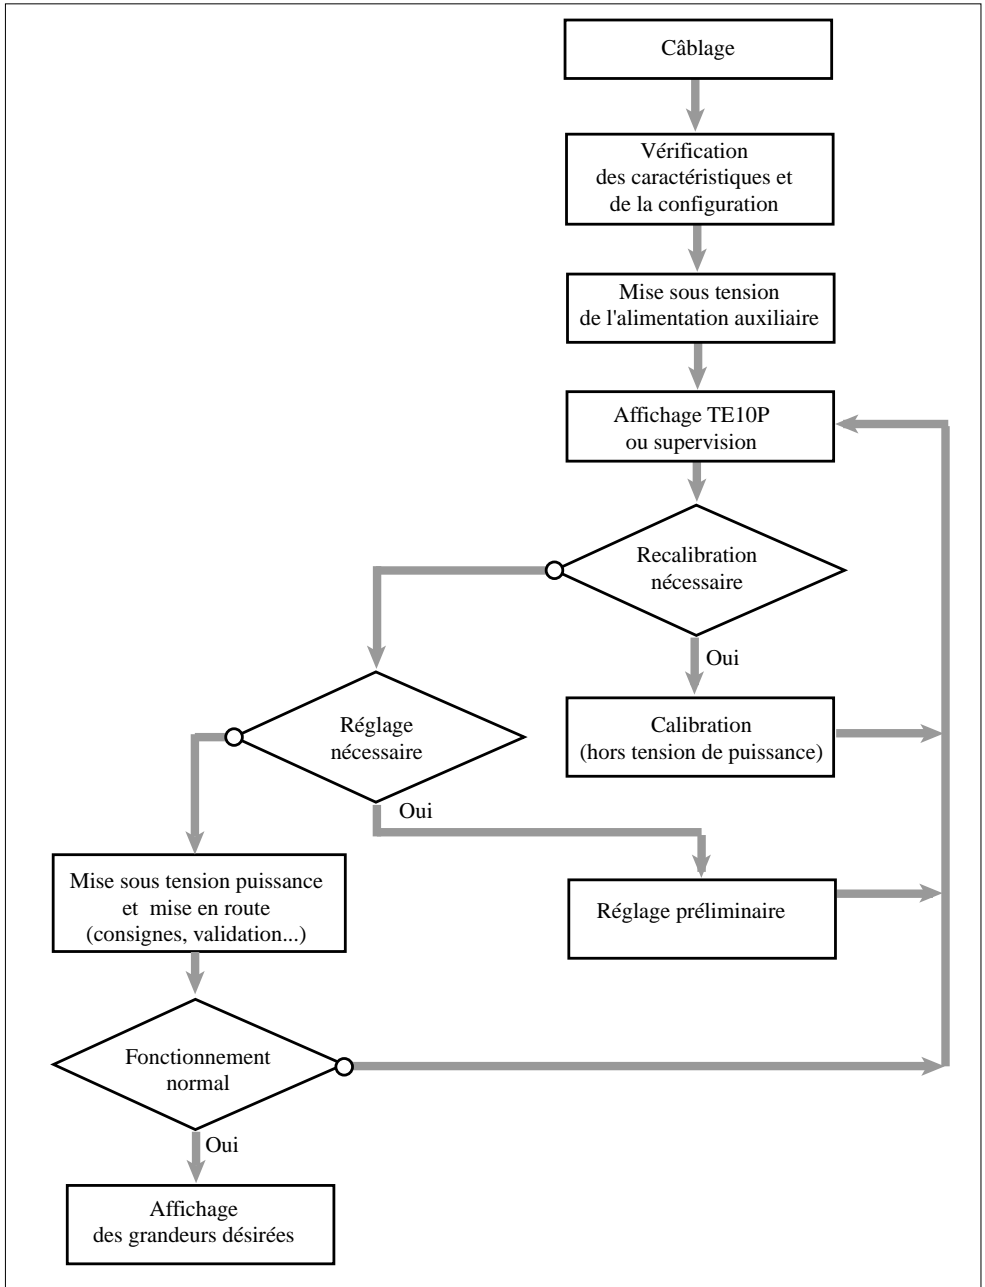 Câblage
Vérification
des caractéristiques et
de la configuration
Mise sous tension
de l'alimentation auxiliaire
Affichage TE10P
ou supervision
Recalibration
nécessaire
Oui
Réglage
nécessaire
Calibration
(hors tension de puissance)
Oui
Mise sous tension puissance
et mise en route
(consignes, validation...)
Réglage préliminaire
Fonctionnement
normal
Oui
Affichage
des grandeurs désirées